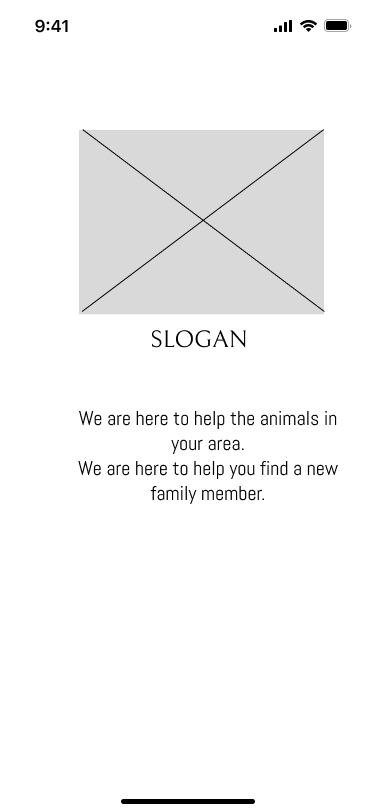 9:41
SLOGAN
We are here to help the animals in
your area.
We are here to help you find a new
family member.